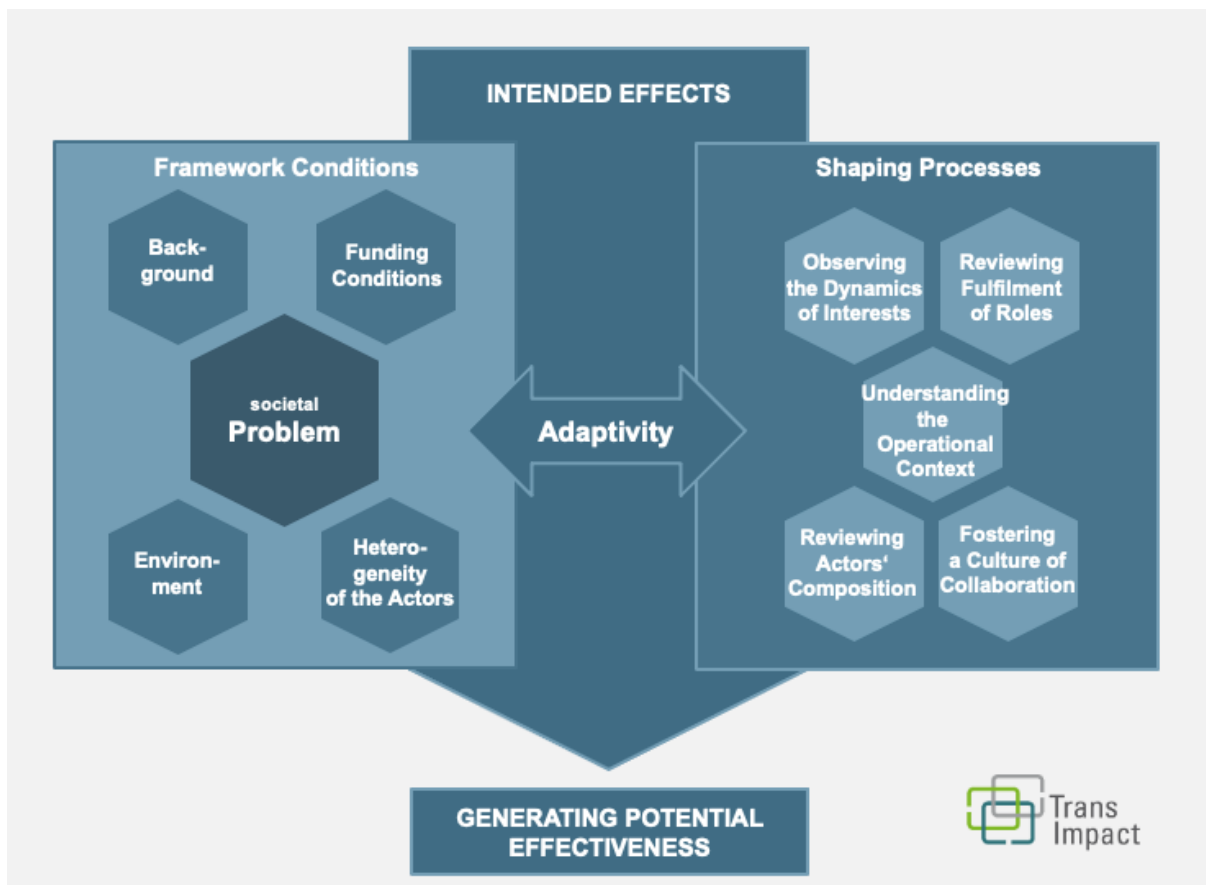 INTENDED EFFECTS
Framework Conditions
Back-
ground
Funding
Conditions
societal
Problem
Environ-
ment
Hetero-
geneity
of the Actors
Adaptivity
Shaping Processes
Observing
the Dynamics
of Interests
Reviewing
Fulfilment
of Roles
Understanding
the
Operational
Context
Reviewing
Actors‘
Composition
Fostering
a Culture of
Collaboration
GENERATING POTENTIAL
EFFECTIVENESS
Trans
Impact